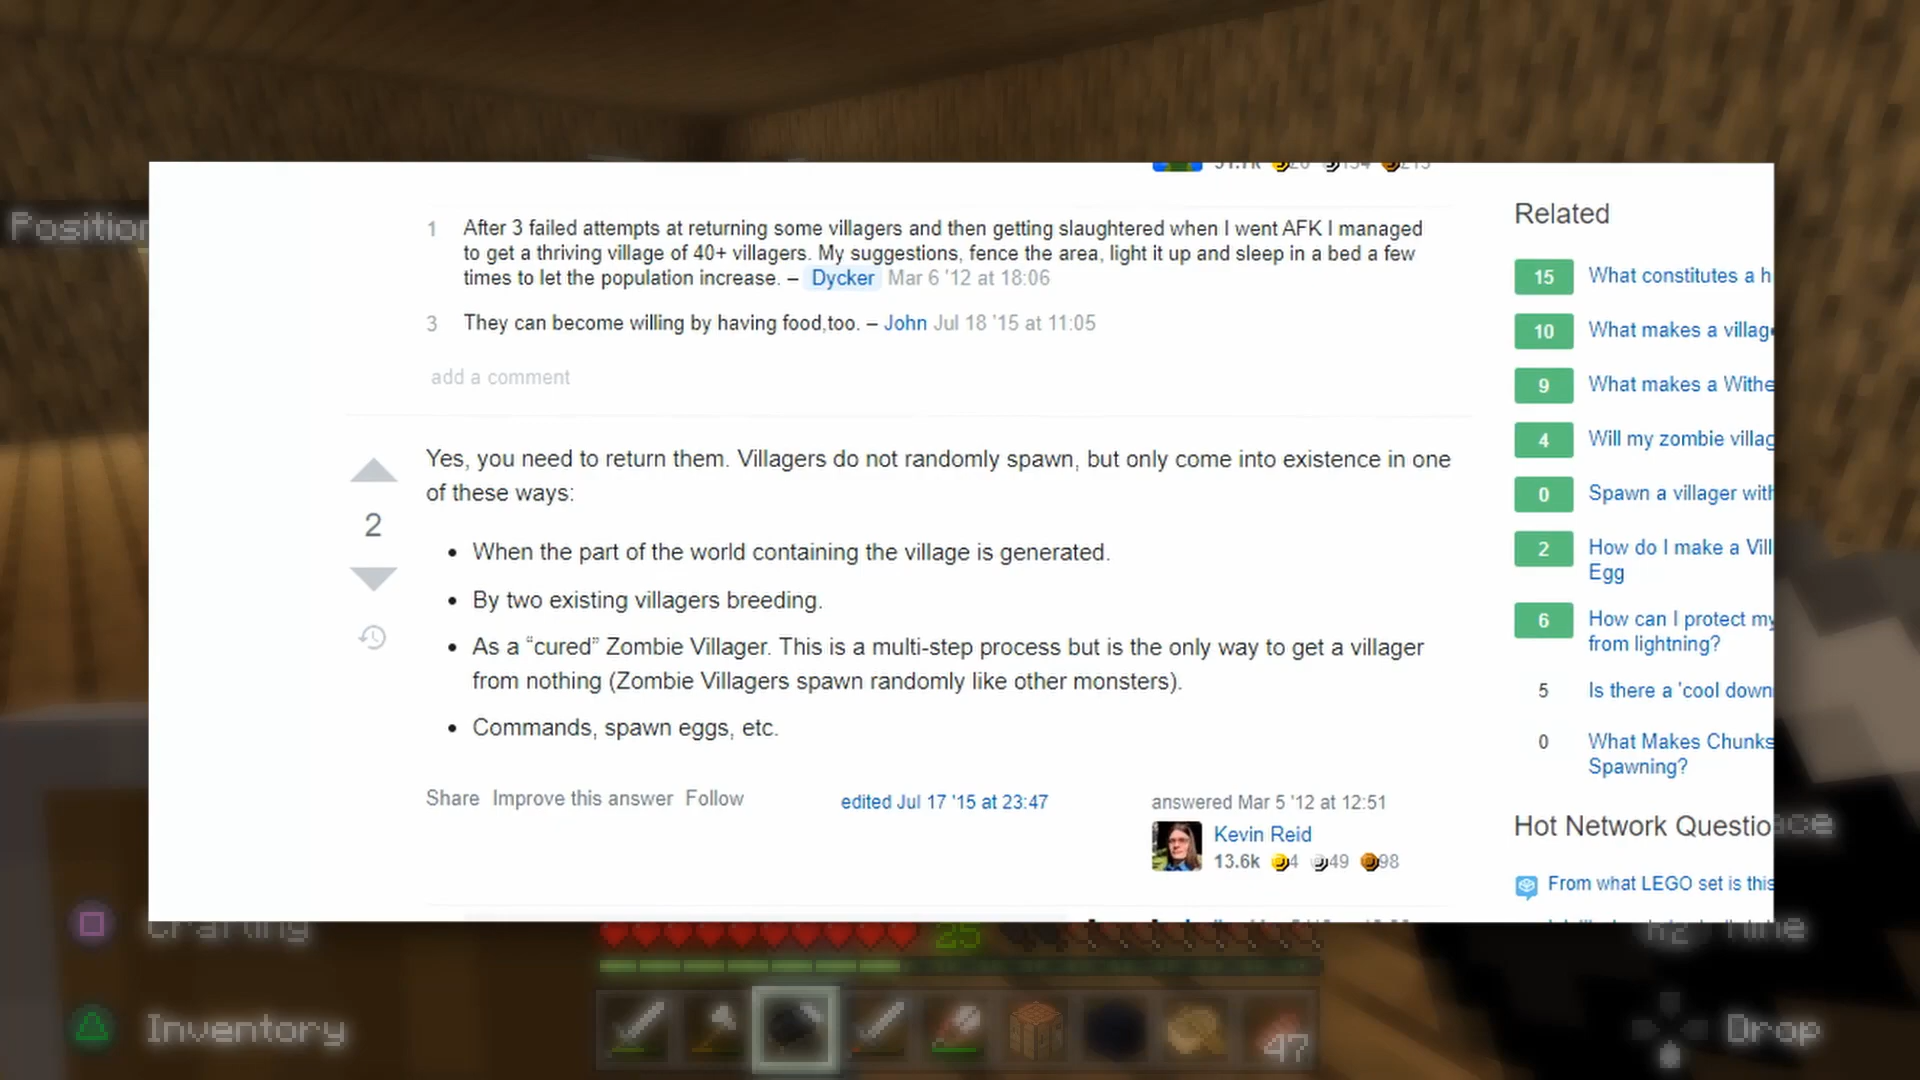 Position
1 After 3 failed attempts at returning some villagers and then getting slaughtered when I went AFK I managed
to get a thriving village of 40+ villagers. My suggestions, fence the area, light it up and sleep in a bed a few
times to let the population increase. – Dycker Mar 6 '12 at 18:06
3 They can become willing by having food,too. – John Jul 18 '15 at 11:05
add a comment
2
Yes, you need to return them. Villagers do not randomly spawn, but only come into existence in one
of these ways:
• When the part of the world containing the village is generated.
• By two existing villagers breeding.
• As a “cured” Zombie Villager. This is a multi-step process but is the only way to get a villager
from nothing (Zombie Villagers spawn randomly like other monsters).
• Commands, spawn eggs, etc.
Share Improve this answer Follow
edited Jul 17 '15 at 23:47
answered Mar 5 '12 at 12:51
Kevin Reid
13.6k 4 49 98
Related
15 What constitutes a h
10 What makes a villag
9 What makes a Withe
4 Will my zombie villag
0 Spawn a villager with
2 How do I make a Vill
Egg
6 How can I protect my
from lightning?
5 Is there a 'cool down
0 What Makes Chunks
Spawning?
Hot Network Questio
From what LEGO set is this
Crafting
Inventory
25
47
R2 Mine
Drop